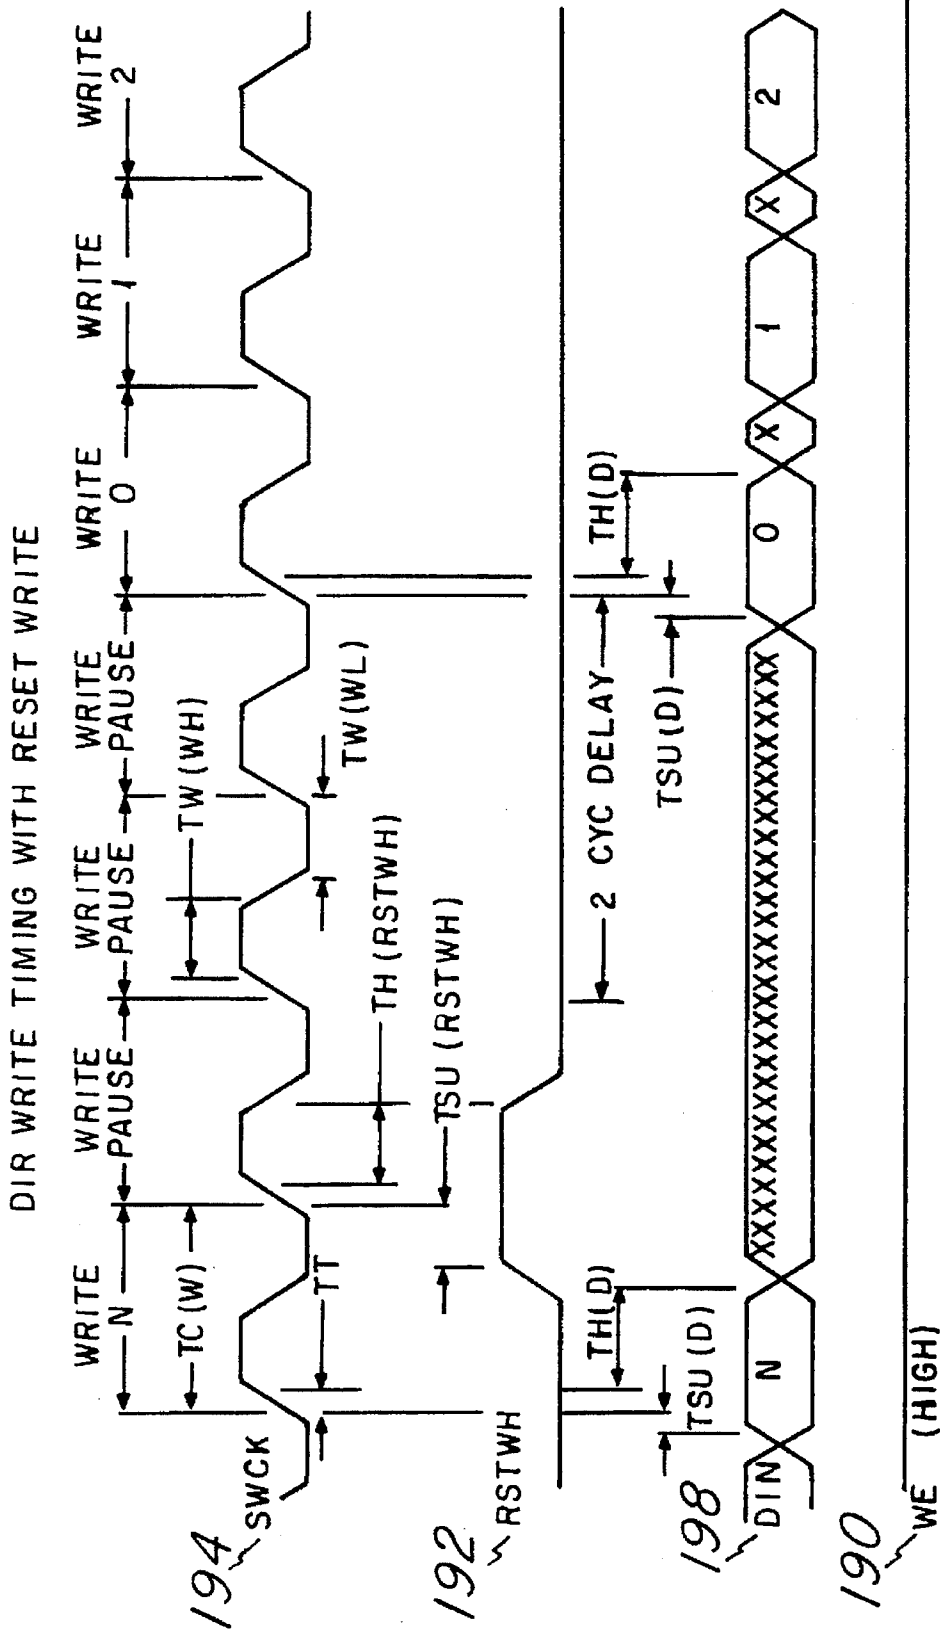 DIR WRITE TIMING WITH RESET WRITE
WRITE N
WRITE PAUSE
WRITE PAUSE
WRITE PAUSE
WRITE 0
WRITE 1
WRITE 2
TC(W)
TW(WH)
194
SWCK
TT
TH(RSTWH)
TW(WL)
TSU(RSTWH)
192
RSTWH
TH(D)
2 CYC DELAY
TH(D)
TSU(D)
TSU(D)
198
DIN
N
XXXXXXXXXXXXXXXXXXXXXXXX
0
X
1
X
2
190
WE (HIGH)